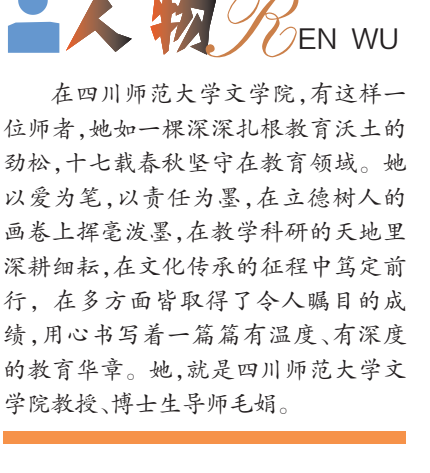 人物 REN WU
在四川师范大学文学院,有这样一
位师者,她如一棵深深扎根教育沃土的
劲松,十七载春秋坚守在教育领域。她
以爱为笔,以责任为墨,在立德树人的
画卷上挥毫泼墨,在教学科研的天地里
深耕细耘,在文化传承的征程中笃定前
行，在多方面皆取得了令人瞩目的成
绩,用心书写着一篇篇有温度、有深度
的教育华章。她,就是四川师范大学文
学院教授、博士生导师毛娟。